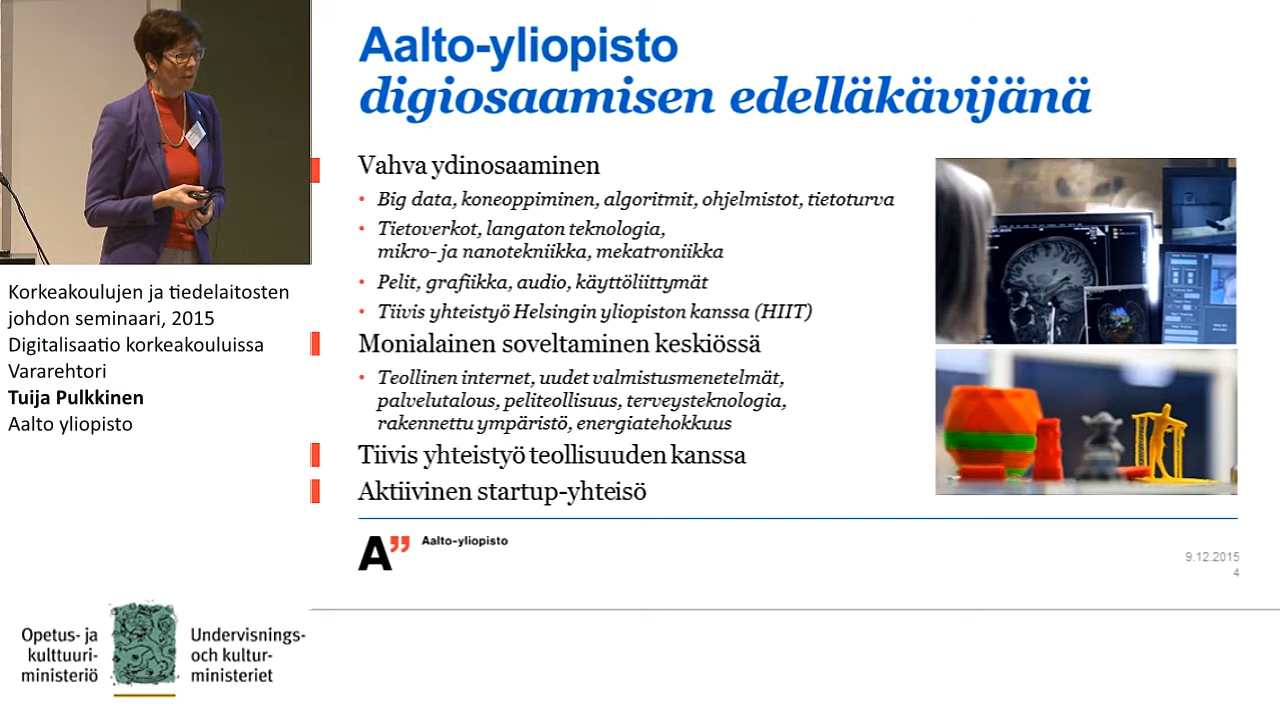 Aalto-yliopisto
digiosaamisen edelläkävijänä
Vahva ydinosaaminen
• Big data, koneoppiminen, algoritmit, ohjelmistot, tietoturva
• Tietoverkot, langaton teknologia,
mikro- ja nanotekniikka, mekatroniikka
• Pelit, grafiikka, audio, käyttöliittymät
• Tiivis yhteistyö Helsingin yliopiston kanssa (HIIT)
Monialainen soveltaminen keskiössä
• Teollinen internet, uudet valmistusmenetelmät,
palvelutalous, peliteollisuus, terveysteknologia,
rakennettu ympäristö, energiatehokkuus
Tiivis yhteistyö teollisuuden kanssa
Aktiivinen startup-yhteisö
A” Aalto-yliopisto
9.12.2015
4
Korkeakoulujen ja tiedelaitosten
johdon seminaari, 2015
Digitalisaatio korkeakouluissa
Vararehtori
Tuija Pulkkinen
Aalto yliopisto
Opetus- ja
kulttuuri-
ministeriö
Undervisnings-
och kultur-
ministeriet